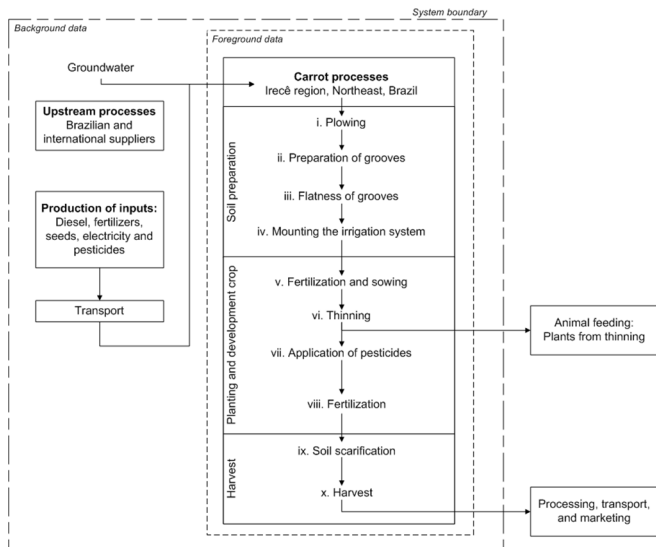 System boundary
Background data
Foreground data
Groundwater
Carrot processes
Irecê region, Northeast, Brazil
Upstream processes
Brazilian and
international suppliers
Production of inputs:
Diesel, fertilizers,
seeds, electricity and
pesticides
Transport
Soil preparation
i. Plowing
ii. Preparation of grooves
iii. Flatness of grooves
iv. Mounting the irrigation system
Planting and development crop
v. Fertilization and sowing
vi. Thinning
vii. Application of pesticides
viii. Fertilization
Animal feeding:
Plants from thinning
Harvest
ix. Soil scarification
x. Harvest
Processing, transport,
and marketing